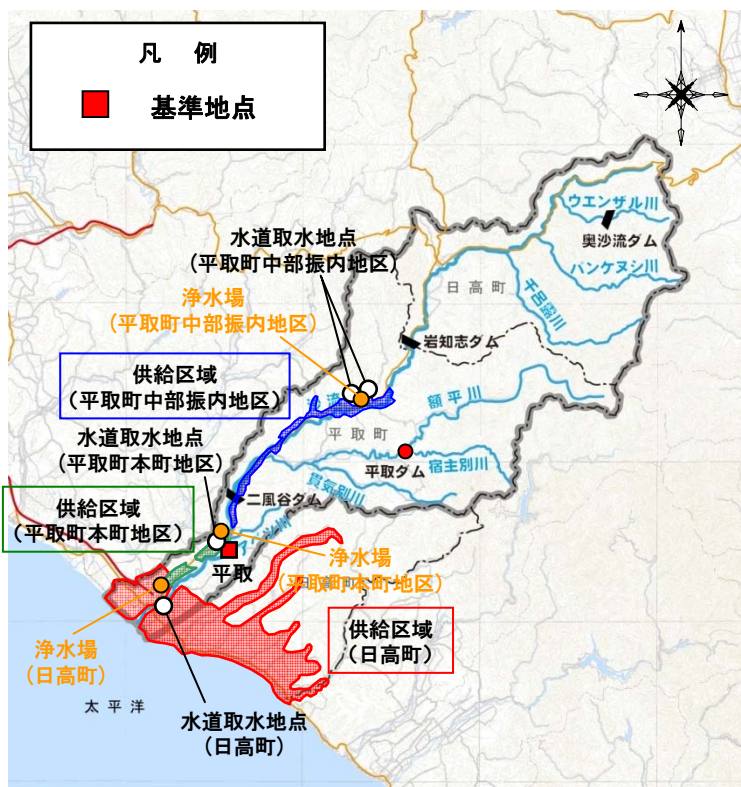 凡 例
基準地点
ウエンザル川
奥沙流ダム
パンケヌシ川
水道取水地点
(平取町中部振内地区)
日高町
千呂露川
浄水場
(平取町中部振内地区)
岩知志ダム
供給区域
(平取町中部振内地区)
額平川
水道取水地点
(平取町本町地区)
平取町
平取ダム
宿主別川
貫気別川
二風谷ダム
供給区域
(平取町本町地区)
平取
浄水場
(平取町本町地区)
供給区域
(日高町)
浄水場
(日高町)
太平洋
水道取水地点
(日高町)